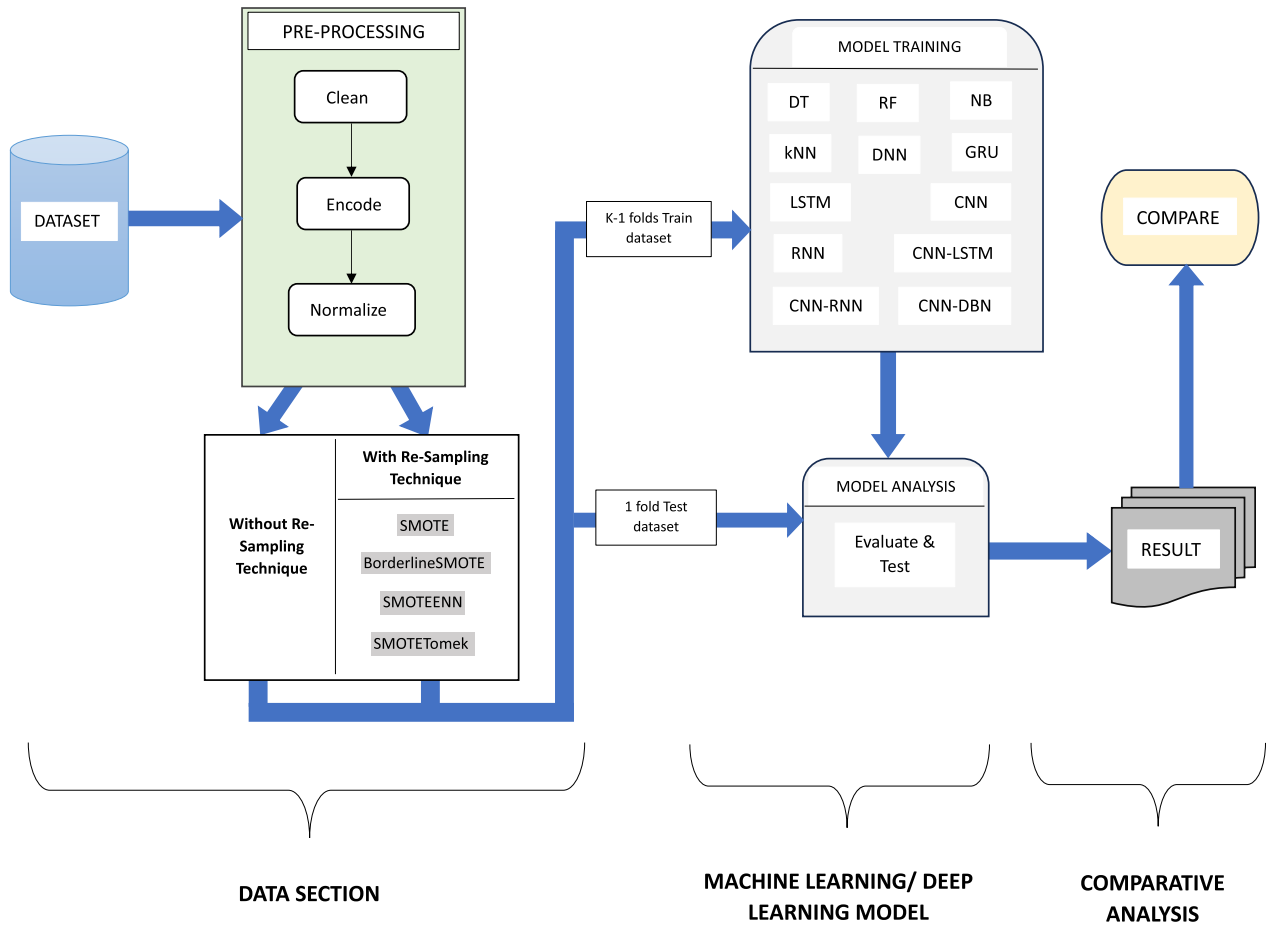 DATASET
PRE-PROCESSING
Clean
Encode
Normalize
Without Re-
Sampling
Technique
With Re-Sampling
Technique
SMOTE
BorderlineSMOTE
SMOTEENN
SMOTETomek
K-1 folds Train
dataset
1 fold Test
dataset
MODEL TRAINING
DT
RF
NB
kNN
DNN
GRU
LSTM
CNN
RNN
CNN-LSTM
CNN-RNN
CNN-DBN
MODEL ANALYSIS
Evaluate &
Test
RESULT
COMPARE
DATA SECTION
MACHINE LEARNING/ DEEP
LEARNING MODEL
COMPARATIVE
ANALYSIS